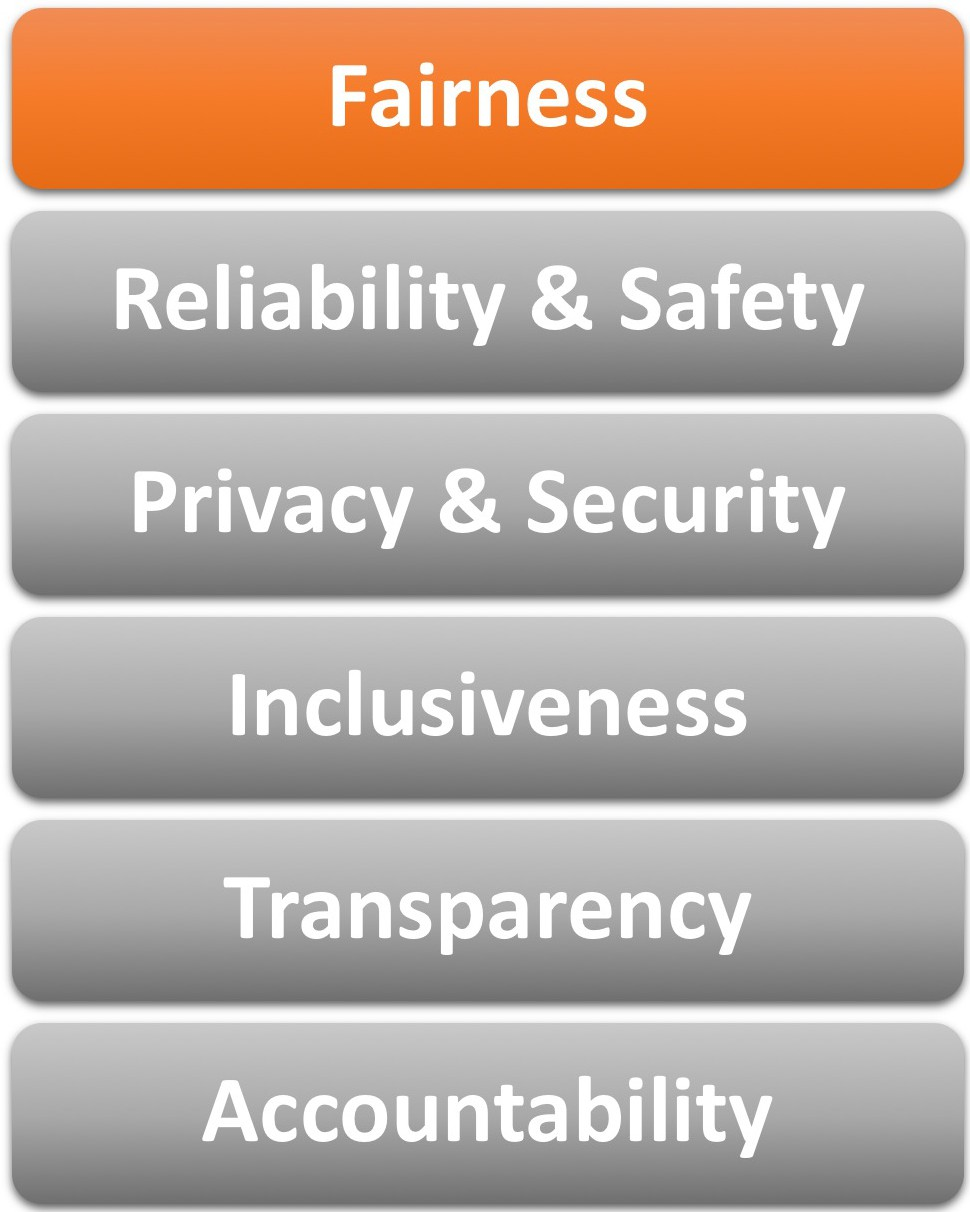 Fairness
Reliability & Safety
Privacy & Security
Inclusiveness
Transparency
Accountability